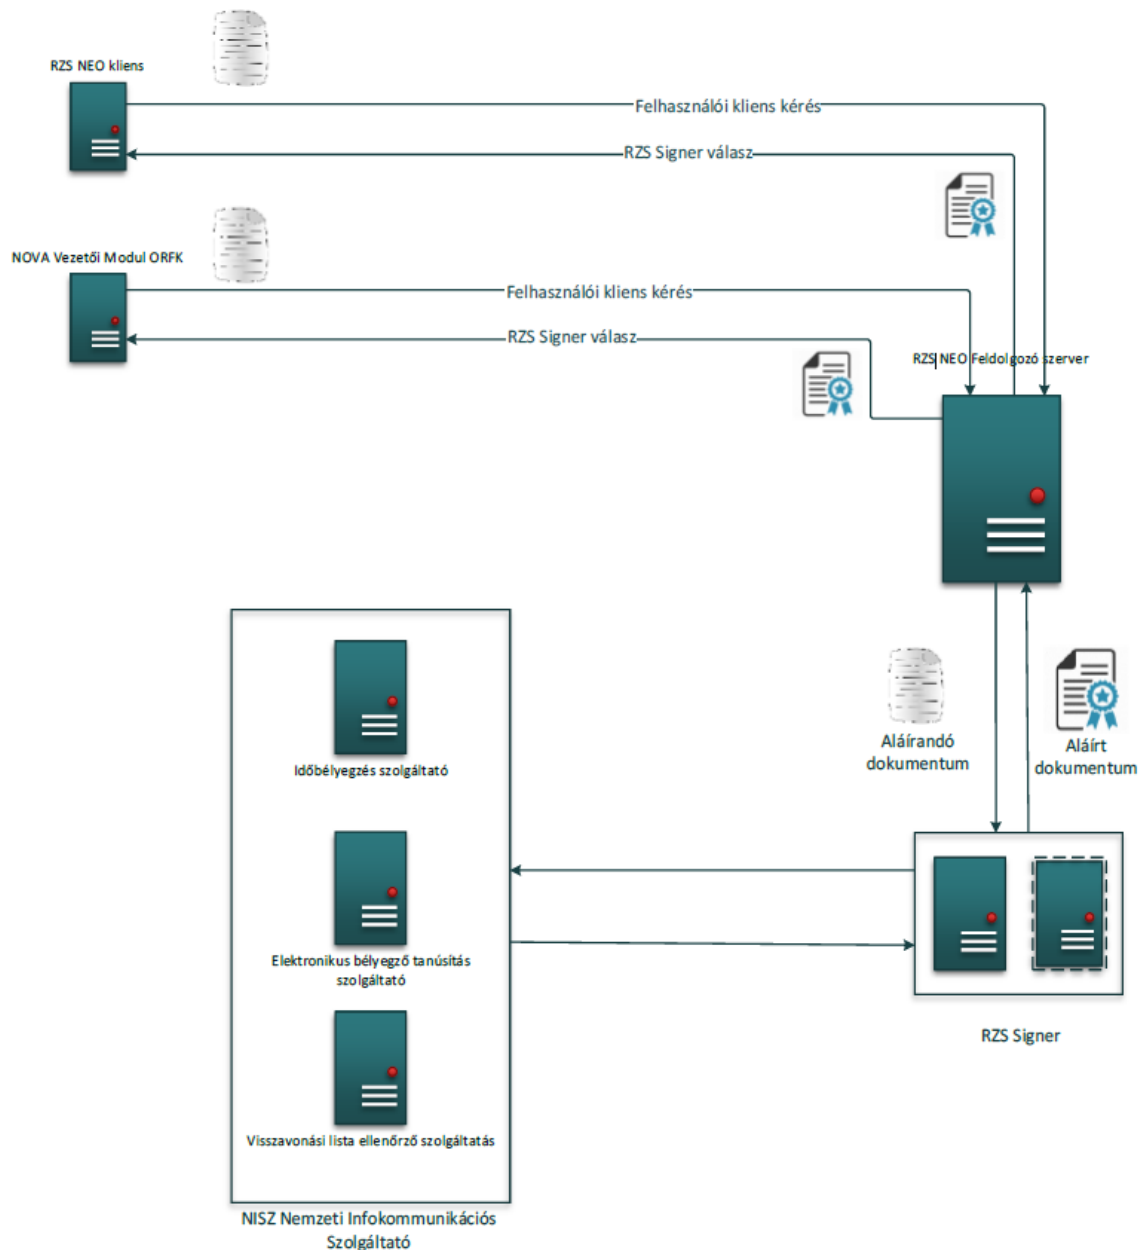 RZS NEO kliens
Felhasználói kliens kérés
RZS Signer válasz
NOVA Vezetői Modul ORFK
Felhasználói kliens kérés
RZS Signer válasz
RZS NEO Feldolgozó szerver
Aláírandó
dokumentum
Aláírt
dokumentum
Időbélyegzés szolgáltató
Elektronikus bélyegző tanúsítás
szolgáltató
RZS Signer
Visszavonási lista ellenőrző szolgáltatás
NISZ Nemzeti Infokommunikációs
Szolgáltató